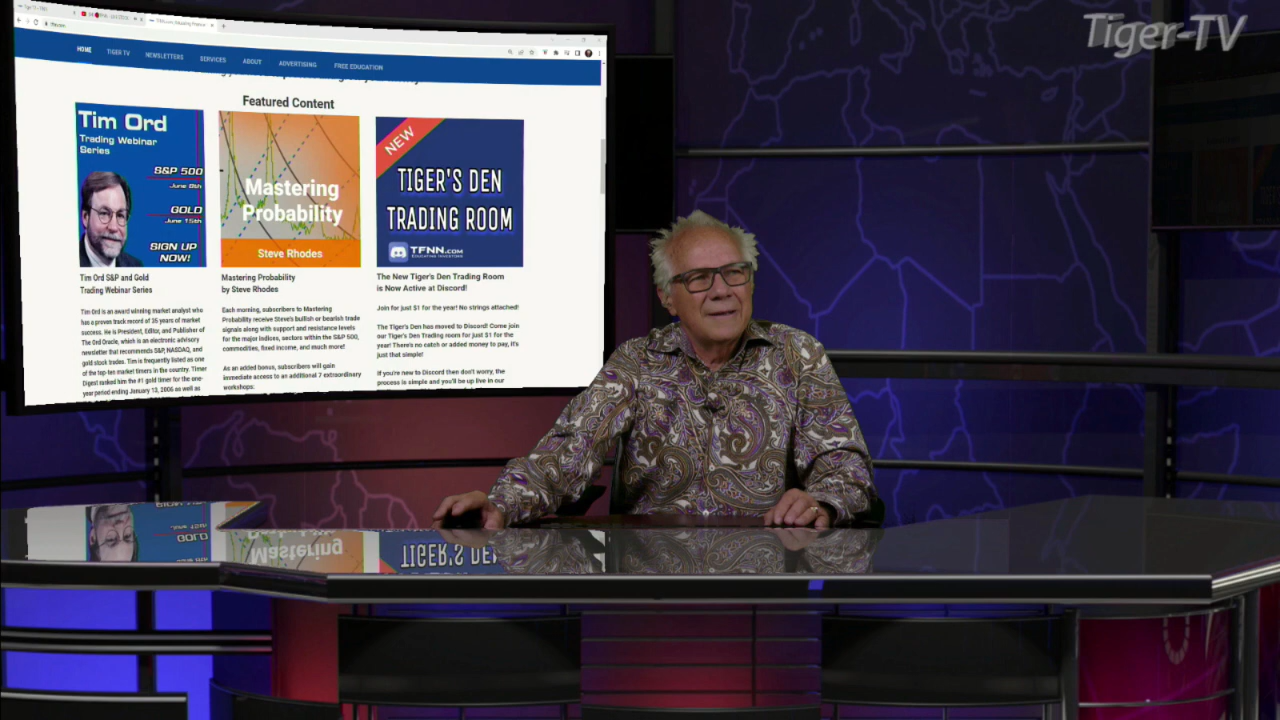 Tiger-TV
HOME
TIGER TV
NEWSLETTERS
SERVICES
ABOUT
ADVERTISING
FREE EDUCATION
Featured Content
Tim Ord
Trading Webinar
Series
S&P 500
June 8th
GOLD
June 15th
SIGN UP
NOW!
Mastering
Probability
Steve Rhodes
NEW
TIGER'S DEN
TRADING ROOM
TFNN.COM
EDUCATING INVESTORS
Tim Ord S&P and Gold
Trading Webinar Series
Tim Ord is an award winning market analyst who
has a proven track record of 35 years of market
success. He is President, Editor, and Publisher of
The Ord Oracle, which is an electronic advisory
newsletter that recommends S&P, NASDAQ, and
gold stock trades. Tim is frequently listed as one
of the top ten market timers in the country. Timer
Digest ranked him the #1 gold timer for the one-
year period ending January 13, 2006 as well as
Mastering Probability
by Steve Rhodes
Each morning, subscribers to Mastering
Probability receive Steve's bullish or bearish trade
signals along with support and resistance levels
for the major indices, sectors within the S&P 500,
commodities, fixed income, and much more!
As an added bonus, subscribers will gain
immediate access to an additional 7 extraordinary
workshops:
The New Tiger's Den Trading Room
is Now Active at Discord!
Join for just $1 for the year! No strings attached!
The Tiger's Den has moved to Discord! Come join
our Tiger's Den Trading room for just $1 for the
year! There's no catch or added money to pay, it's
just that simple!
If you're new to Discord then don't worry, the
process is simple and you'll be up live in our